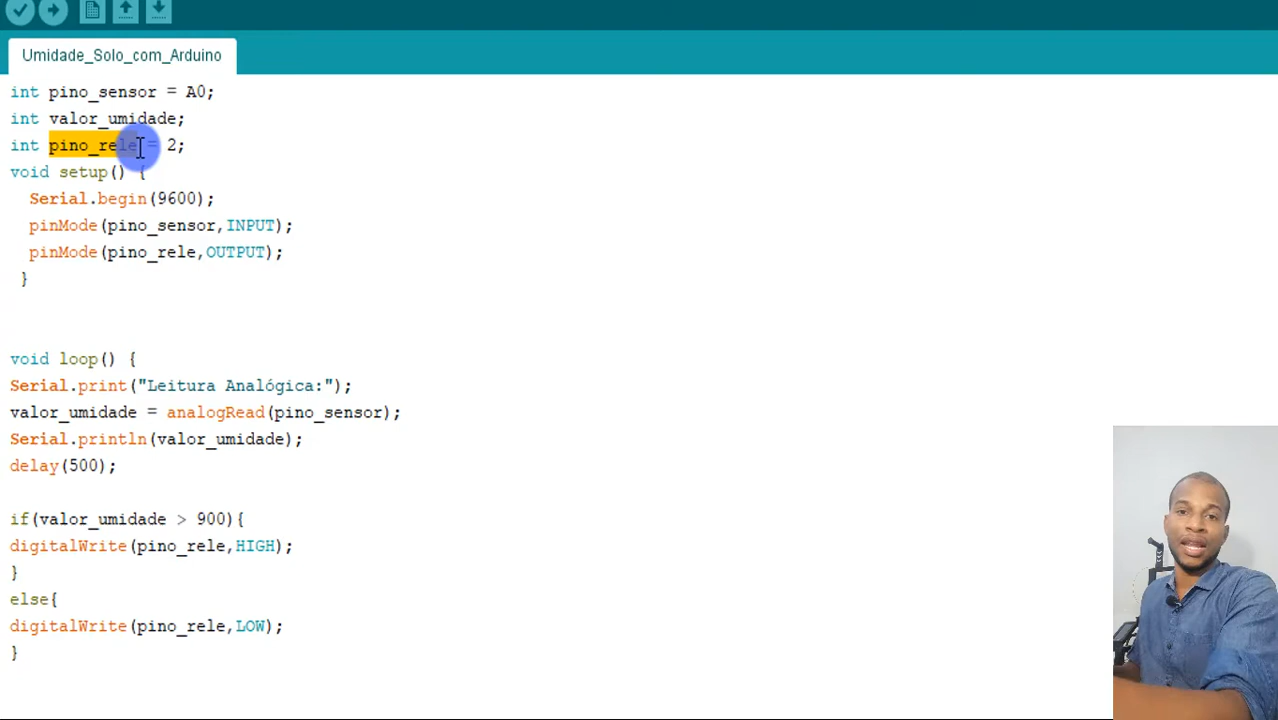 Umidade_Solo_com_Arduino
int pino_sensor = A0;
int valor_umidade;
int pino_rele = 2;
void setup() {
Serial.begin(9600);
pinMode(pino_sensor,INPUT);
pinMode(pino_rele,OUTPUT);
}
void loop() {
Serial.print("Leitura Analógica:");
valor_umidade = analogRead(pino_sensor);
Serial.println(valor_umidade);
delay(500);
if(valor_umidade > 900){
digitalWrite(pino_rele,HIGH);
}
else{
digitalWrite(pino_rele,LOW);
}